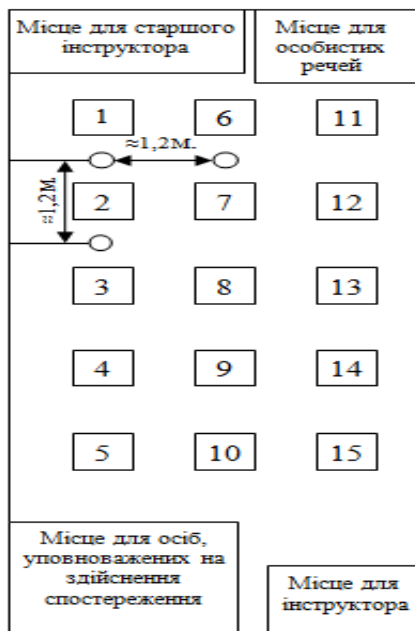 Місце для старшого
інструктора
Місце для
особистих
речей
1
6
11
≈1,2м.
≈1,2м.
2
7
12
3
8
13
4
9
14
5
10
15
Місце для осіб,
уповноважених на
здійснення
спостереження
Місце для
інструктора